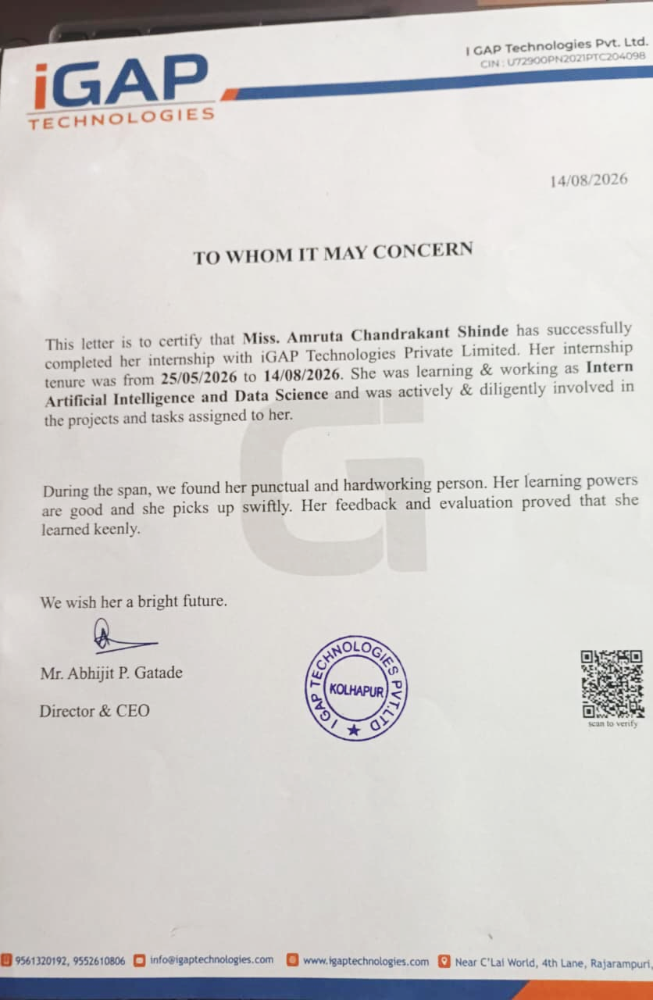 iGAP
TECHNOLOGIES
I GAP Technologies Pvt. Ltd.
CIN : U72900PN2021PTC204098
14/08/2026
TO WHOM IT MAY CONCERN
This letter is to certify that Miss. Amruta Chandrakant Shinde has successfully
completed her internship with iGAP Technologies Private Limited. Her internship
tenure was from 25/05/2026 to 14/08/2026. She was learning & working as Intern
Artificial Intelligence and Data Science and was actively & diligently involved in
the projects and tasks assigned to her.
During the span, we found her punctual and hardworking person. Her learning powers
are good and she picks up swiftly. Her feedback and evaluation proved that she
learned keenly.
We wish her a bright future.
Mr. Abhijit P. Gatade
Director & CEO
I GAP TECHNOLOGIES PVT.LTD
KOLHAPUR
scan to verify
9561320192, 9552610806 info@igaptechnologies.com www.igaptechnologies.com Near C'Lai World, 4th Lane, Rajarampuri,